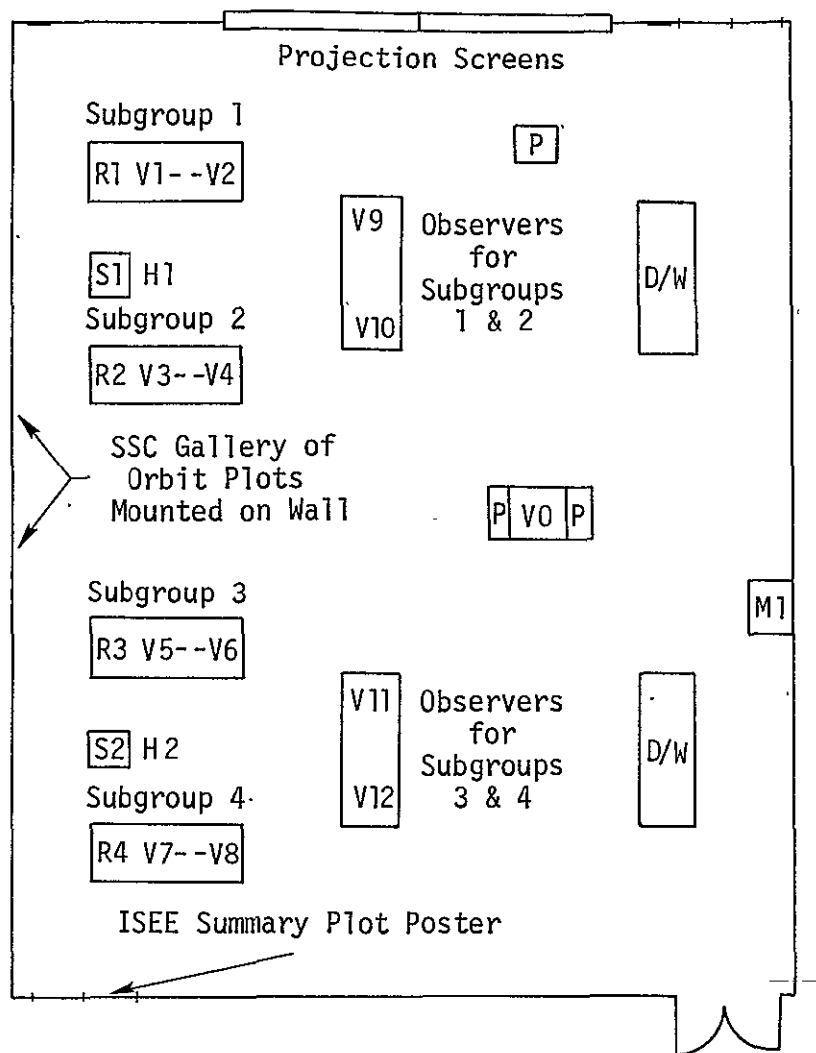 Projection Screens
Subgroup 1
R1 V1--V2
P
V9
V10
Observers
for
Subgroups
1 & 2
D/W
S1 H1
Subgroup 2
R2 V3--V4
SSC Gallery of
Orbit Plots
Mounted on Wall
P V0 P
M1
Subgroup 3
R3 V5--V6
V11
V12
Observers
for
Subgroups
3 & 4
D/W
S2 H2
Subgroup 4
R4 V7--V8
ISEE Summary Plot Poster